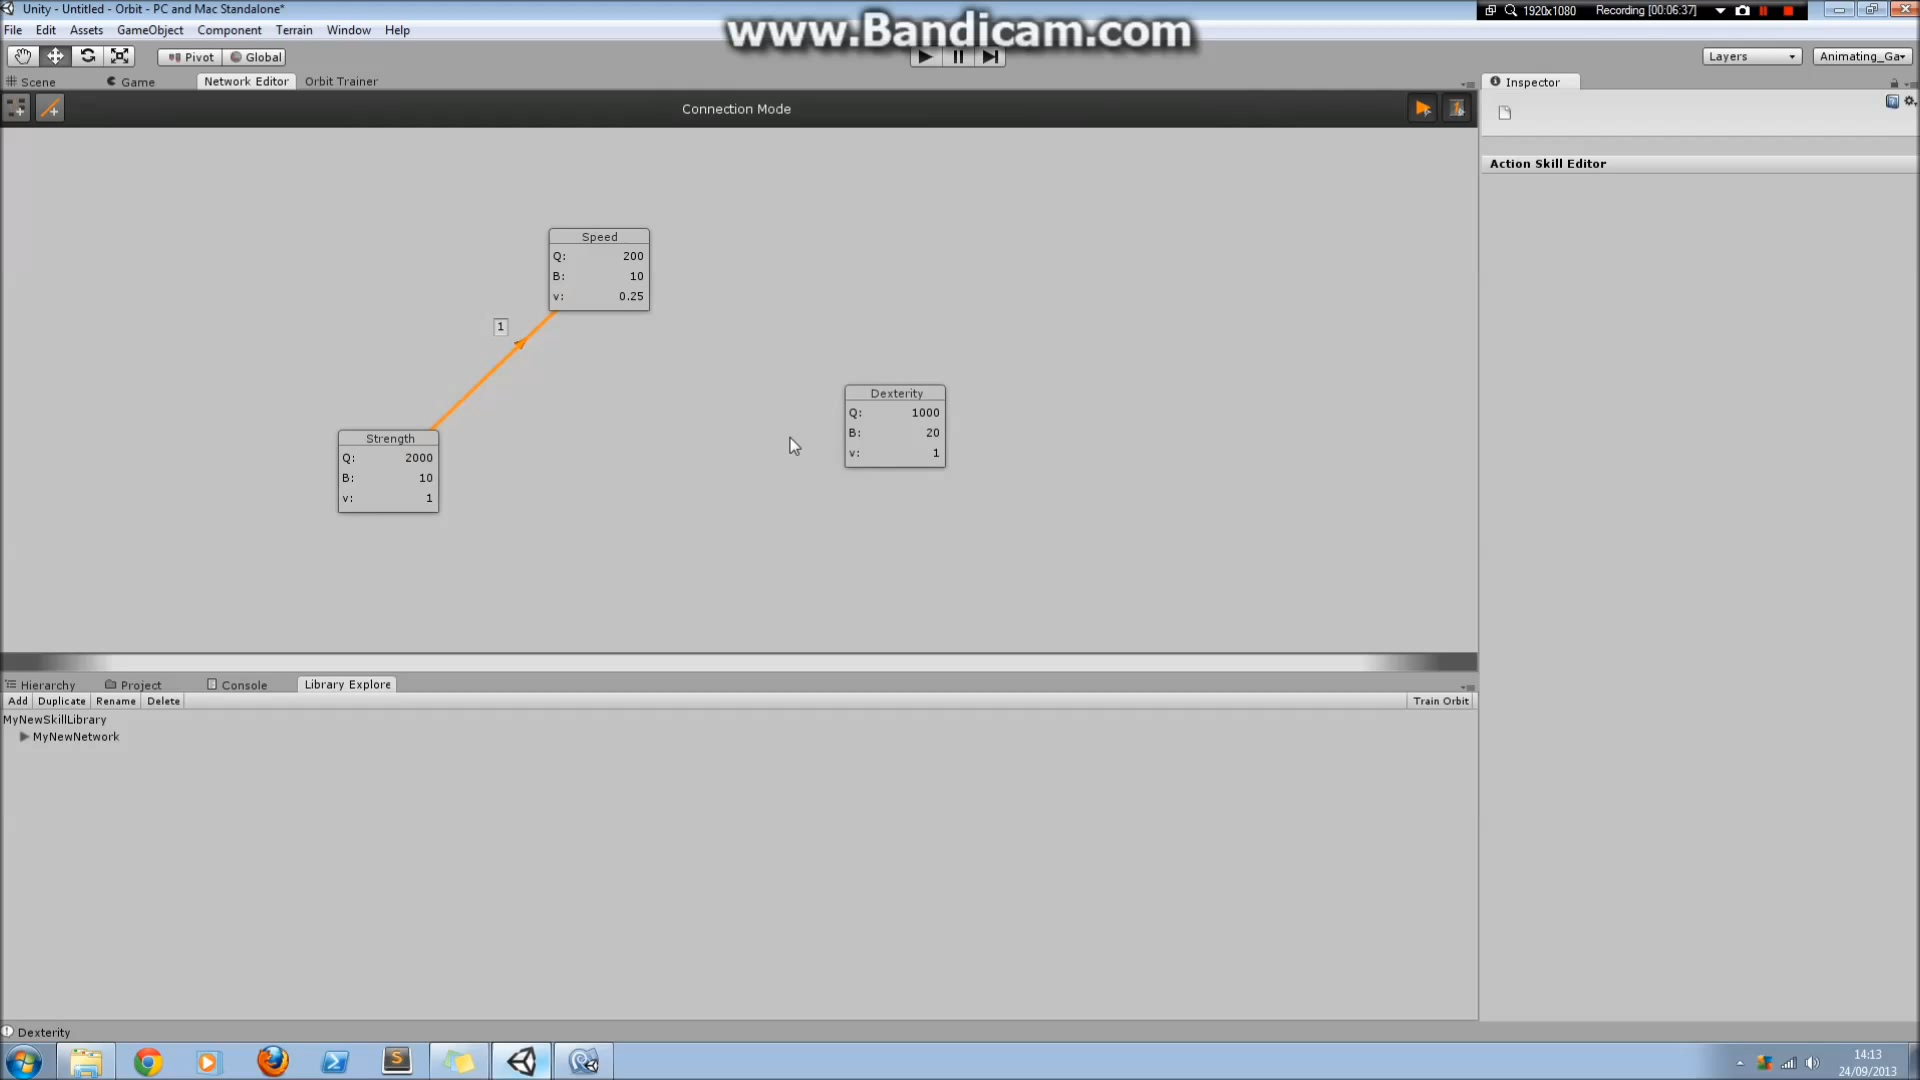 Unity - Untitled - Orbit - PC and Mac Standalone*
1920x1080 Recording [00:06:37]
www.Bandicam.com
File Edit Assets GameObject Component Terrain Window Help
Pivot Global
Layers Animating_Ga
Scene Game Network Editor Orbit Trainer
Inspector
Connection Mode
Action Skill Editor
Speed
Q: 200
B: 10
v: 0.25
1
Dexterity
Q: 1000
B: 20
v: 1
Strength
Q: 2000
B: 10
v: 1
Hierarchy Project Console Library Explore
Add Duplicate Rename Delete Train Orbit
MyNewSkillLibrary
MyNewNetwork
Dexterity
S
14:13
24/09/2013